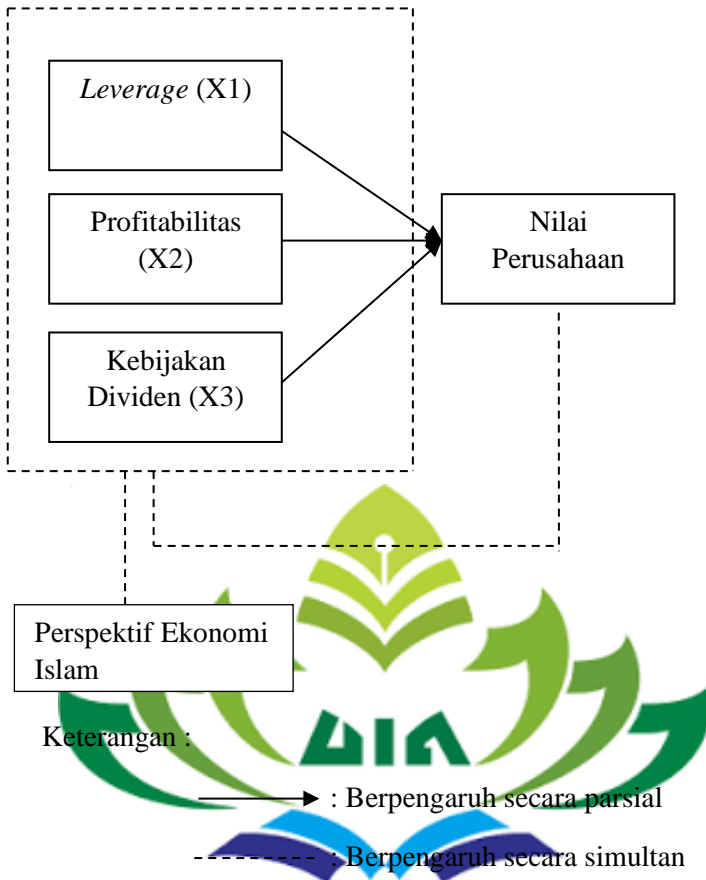 Leverage (X1)
Profitabilitas
(X2)
Nilai
Perusahaan
Kebijakan
Dividen (X3)
Perspektif Ekonomi
Islam
UIN
Keterangan :
: Berpengaruh secara parsial
: Berpengaruh secara simultan